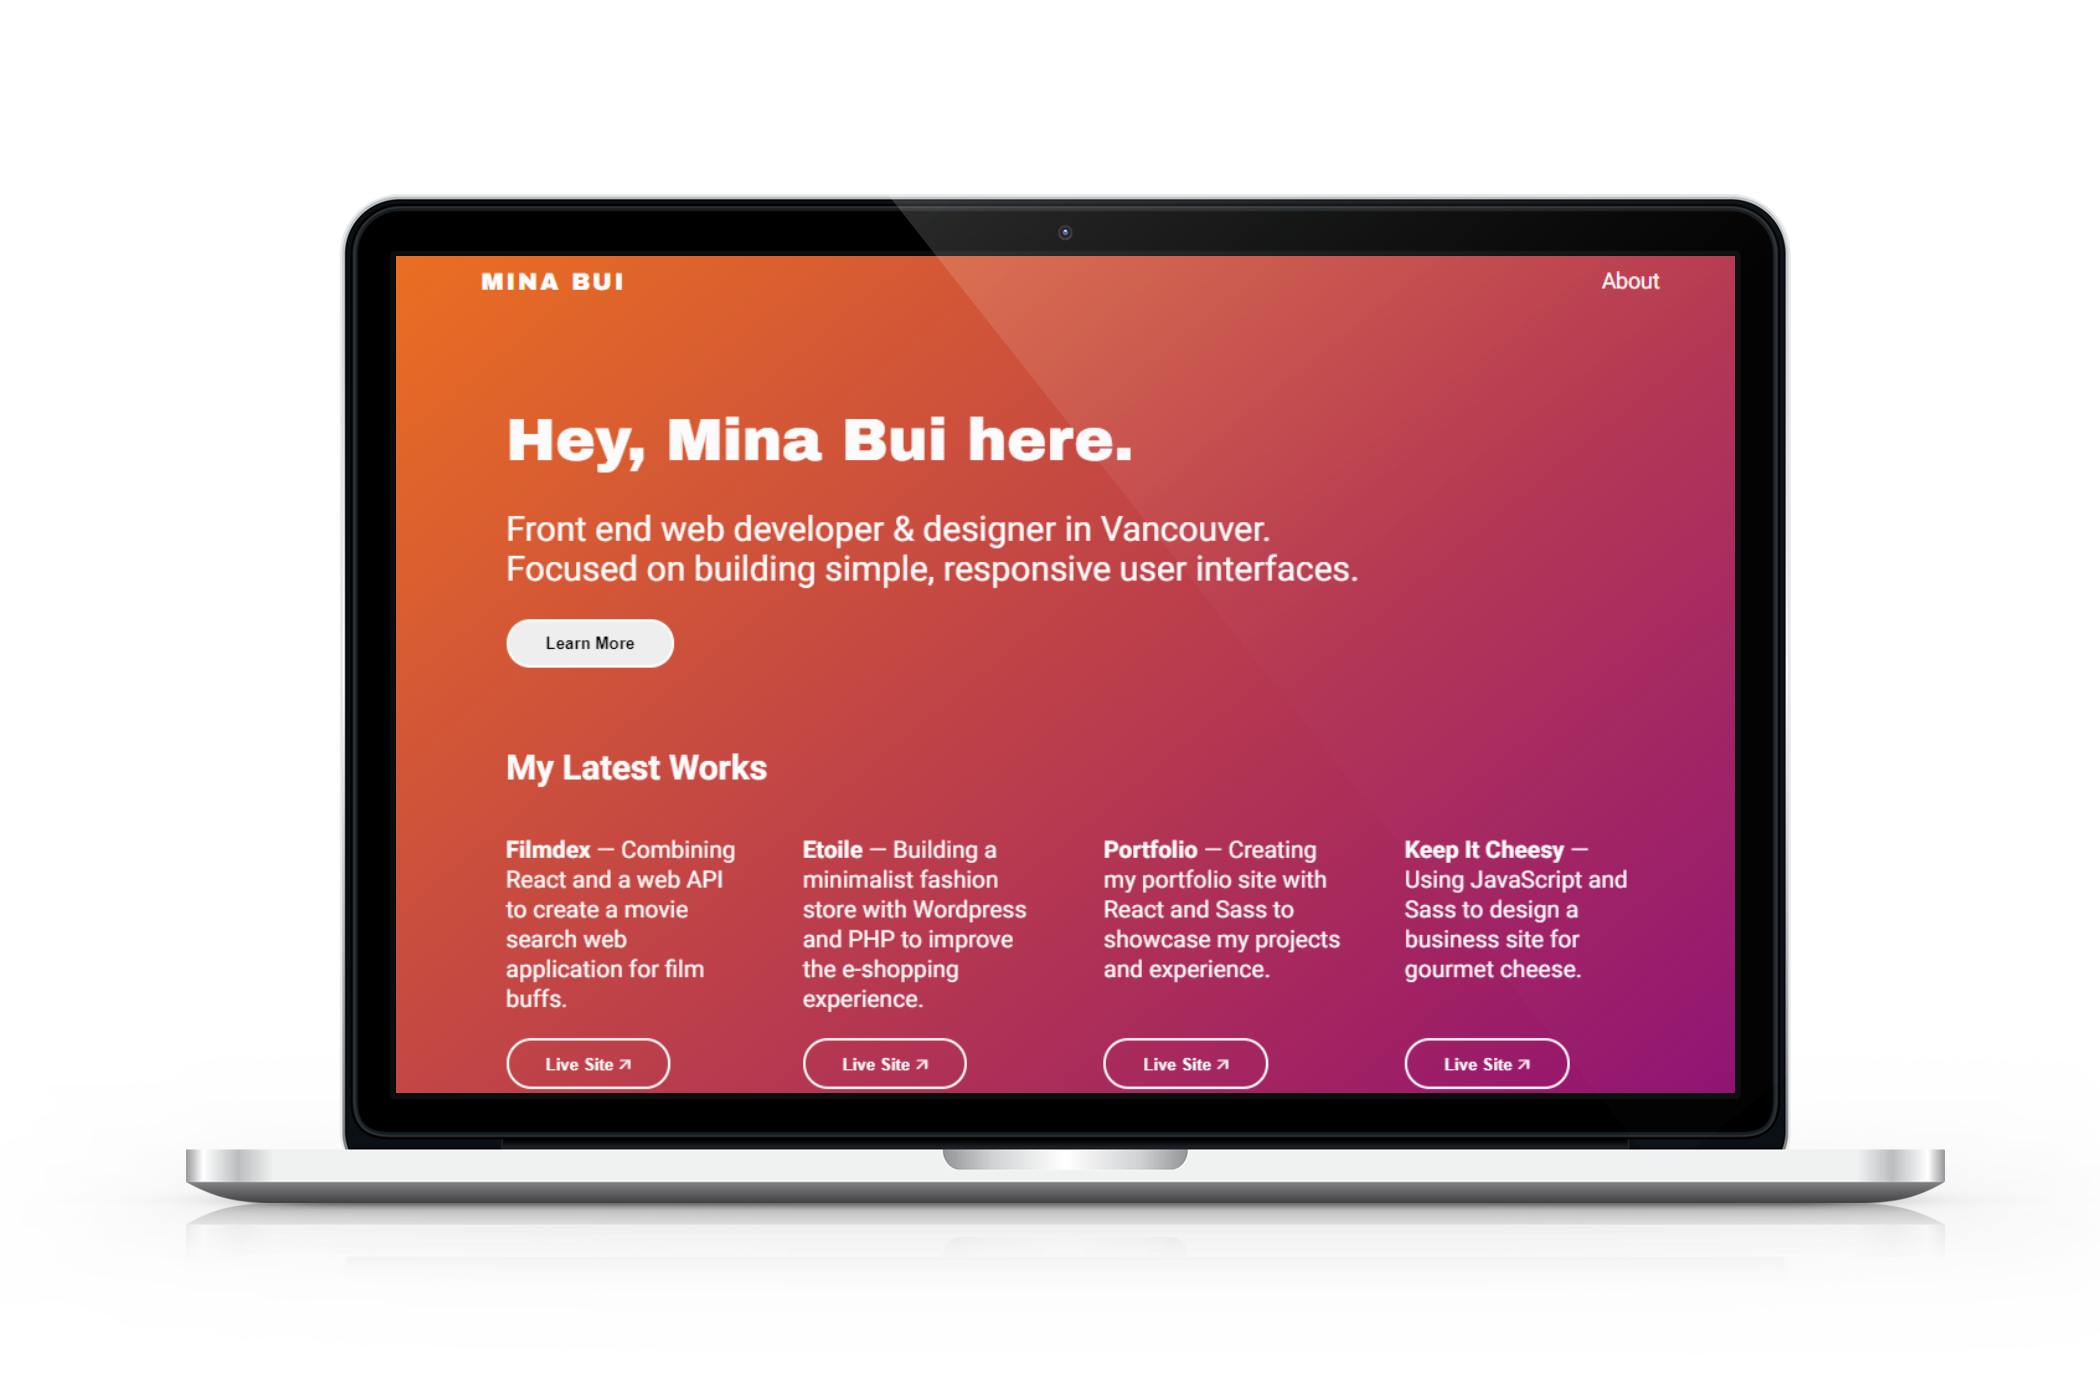 MINA BUI
About
Hey, Mina Bui here.
Front end web developer & designer in Vancouver.
Focused on building simple, responsive user interfaces.
Learn More
My Latest Works
Filmdex — Combining
React and a web API
to create a movie
search web
application for film
buffs.
Live Site ↗
Etoile — Building a
minimalist fashion
store with Wordpress
and PHP to improve
the e-shopping
experience.
Live Site ↗
Portfolio — Creating
my portfolio site with
React and Sass to
showcase my projects
and experience.
Live Site ↗
Keep It Cheesy —
Using JavaScript and
Sass to design a
business site for
gourmet cheese.
Live Site ↗